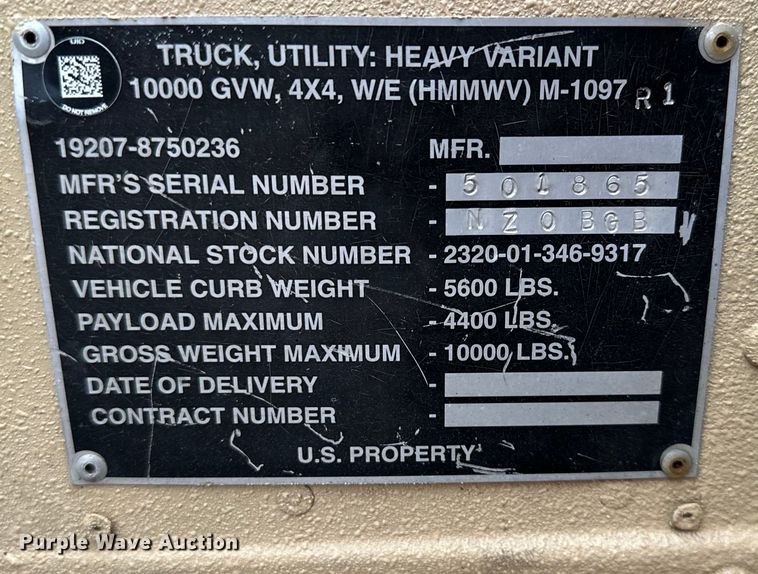 UID
DO NOT REMOVE
TRUCK, UTILITY: HEAVY VARIANT
10000 GVW, 4X4, W/E (HMMWV) M-1097 R1
19207-8750236 MFR.
MFR'S SERIAL NUMBER - 501865
REGISTRATION NUMBER - NZ0BGB
NATIONAL STOCK NUMBER - 2320-01-346-9317
VEHICLE CURB WEIGHT - 5600 LBS.
PAYLOAD MAXIMUM - 4400 LBS.
GROSS WEIGHT MAXIMUM - 10000 LBS.
DATE OF DELIVERY -
CONTRACT NUMBER -
U.S. PROPERTY
Purple Wave Auction